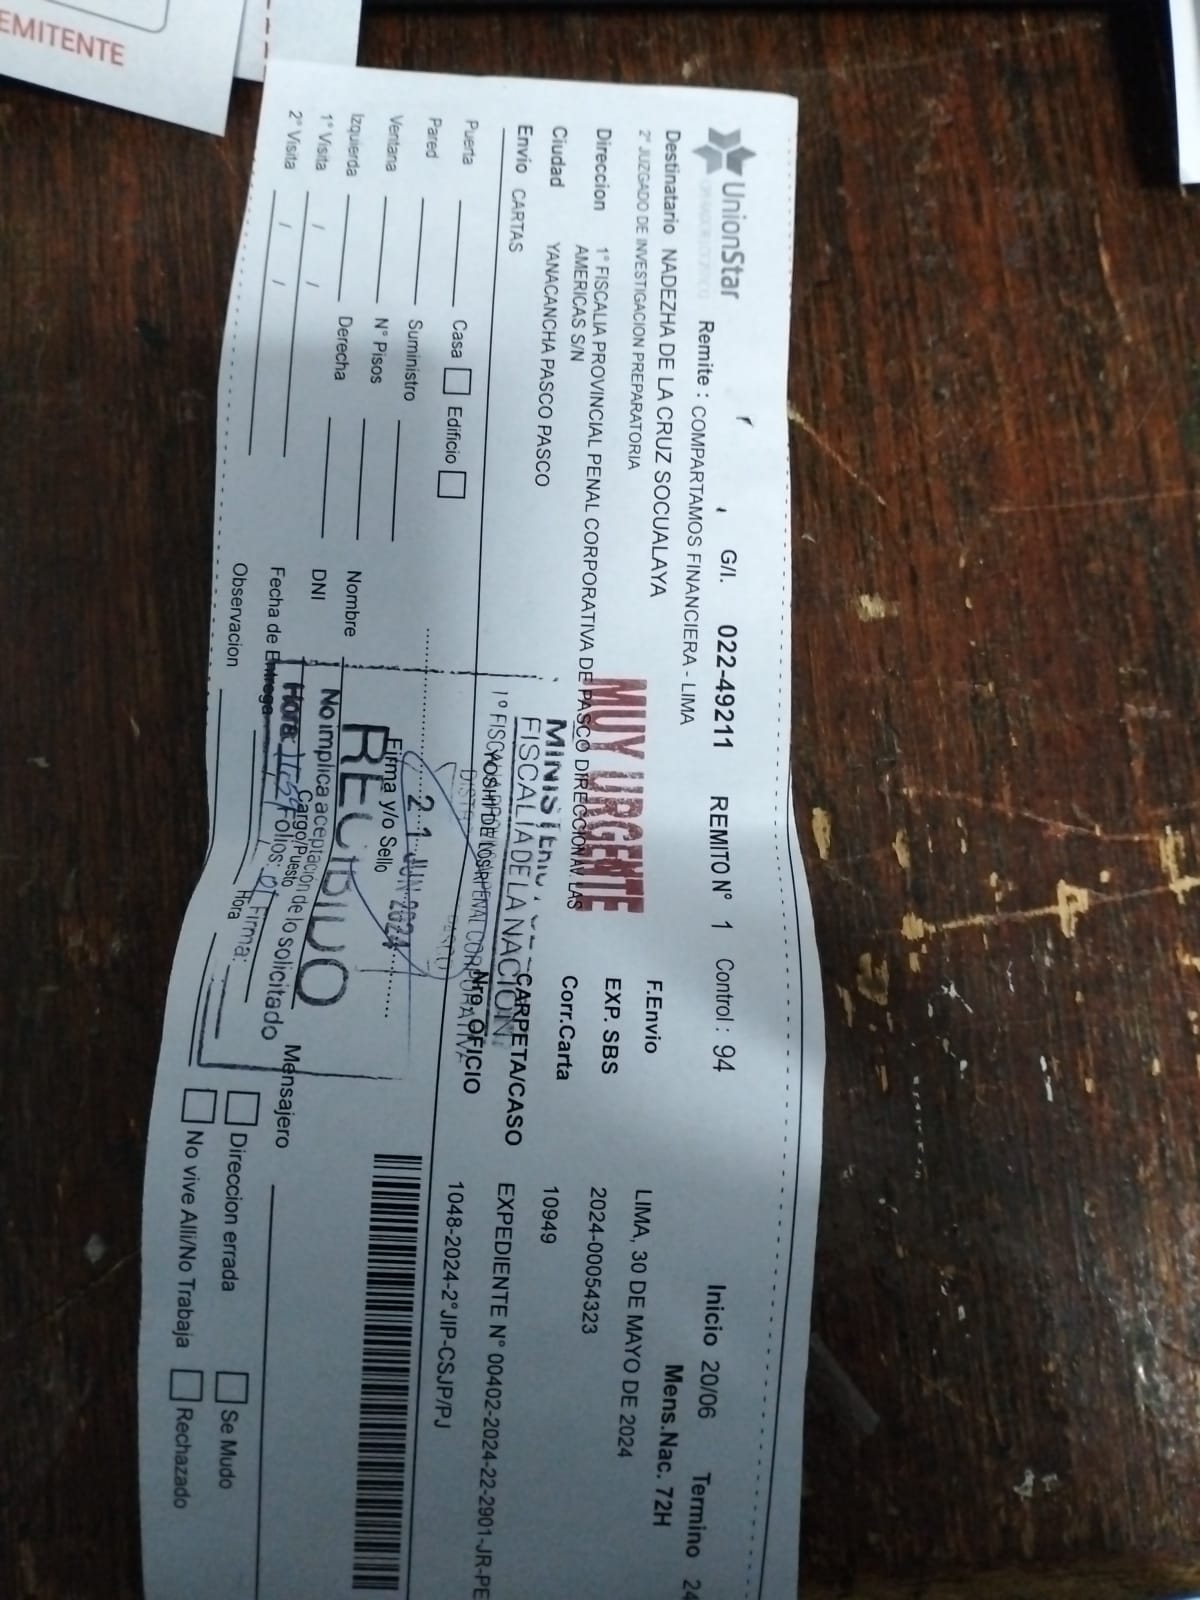 EMITENTE
UnionStar
G/I. 022-49211 REMITO N° 1 Control : 94 Inicio 20/06 Termino 24
Remite : COMPARTAMOS FINANCIERA - LIMA Mens.Nac. 72H
Destinatario NADEZHA DE LA CRUZ SOCUALAYA F.Envio LIMA, 30 DE MAYO DE 2024
2° JUZGADO DE INVESTIGACION PREPARATORIA
MUY URGENTE
EXP. SBS 2024-00054323
Direccion 1° FISCALIA PROVINCIAL PENAL CORPORATIVA DE PASCO DIRECCION AV. LAS
AMERICAS S/N
Corr.Carta 10949
Ciudad YANACANCHA PASCO PASCO
CARPETA/CASO EXPEDIENTE N° 00402-2024-22-2901-JR-PE
Envio CARTAS
Nro. OFICIO 1048-2024-2°JIP-CSJP/PJ
FISCALIA DE LA NACION
Puerta Casa Edificio
Pared Suministro
Ventana N° Pisos
Izquierda Derecha
1° Visita / /
2° Visita / /
21 JUN 2024
Firma y/o Sello
RECIBIDO
Nombre
No implica aceptación de lo solicitado
DNI
Cargo/Puesto
Hora: Folios: 01 Firma:
Fecha de Entrega Hora
Observacion
Mensajero
Direccion errada Se Mudo
No vive Alli/No Trabaja Rechazado